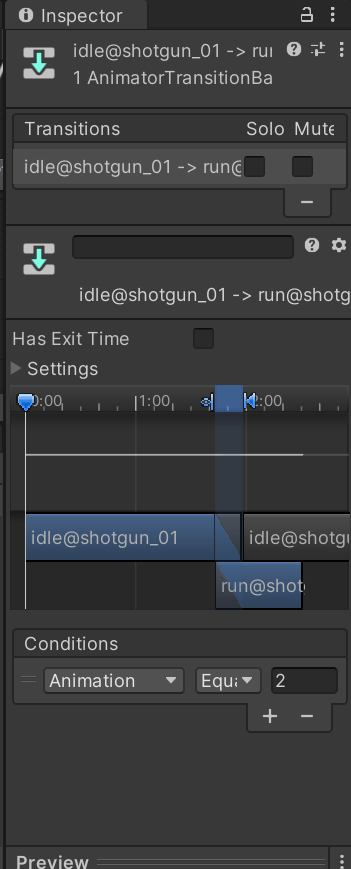 Inspector
idle@shotgun_01 -> rur
1 AnimatorTransitionBa
Transitions Solo Mute
idle@shotgun_01 -> run@
idle@shotgun_01 -> run@shotg
Has Exit Time
Settings
0:00 1:00 2:00
idle@shotgun_01 idle@shotgu
run@shot
Conditions
Animation Equa 2
Preview